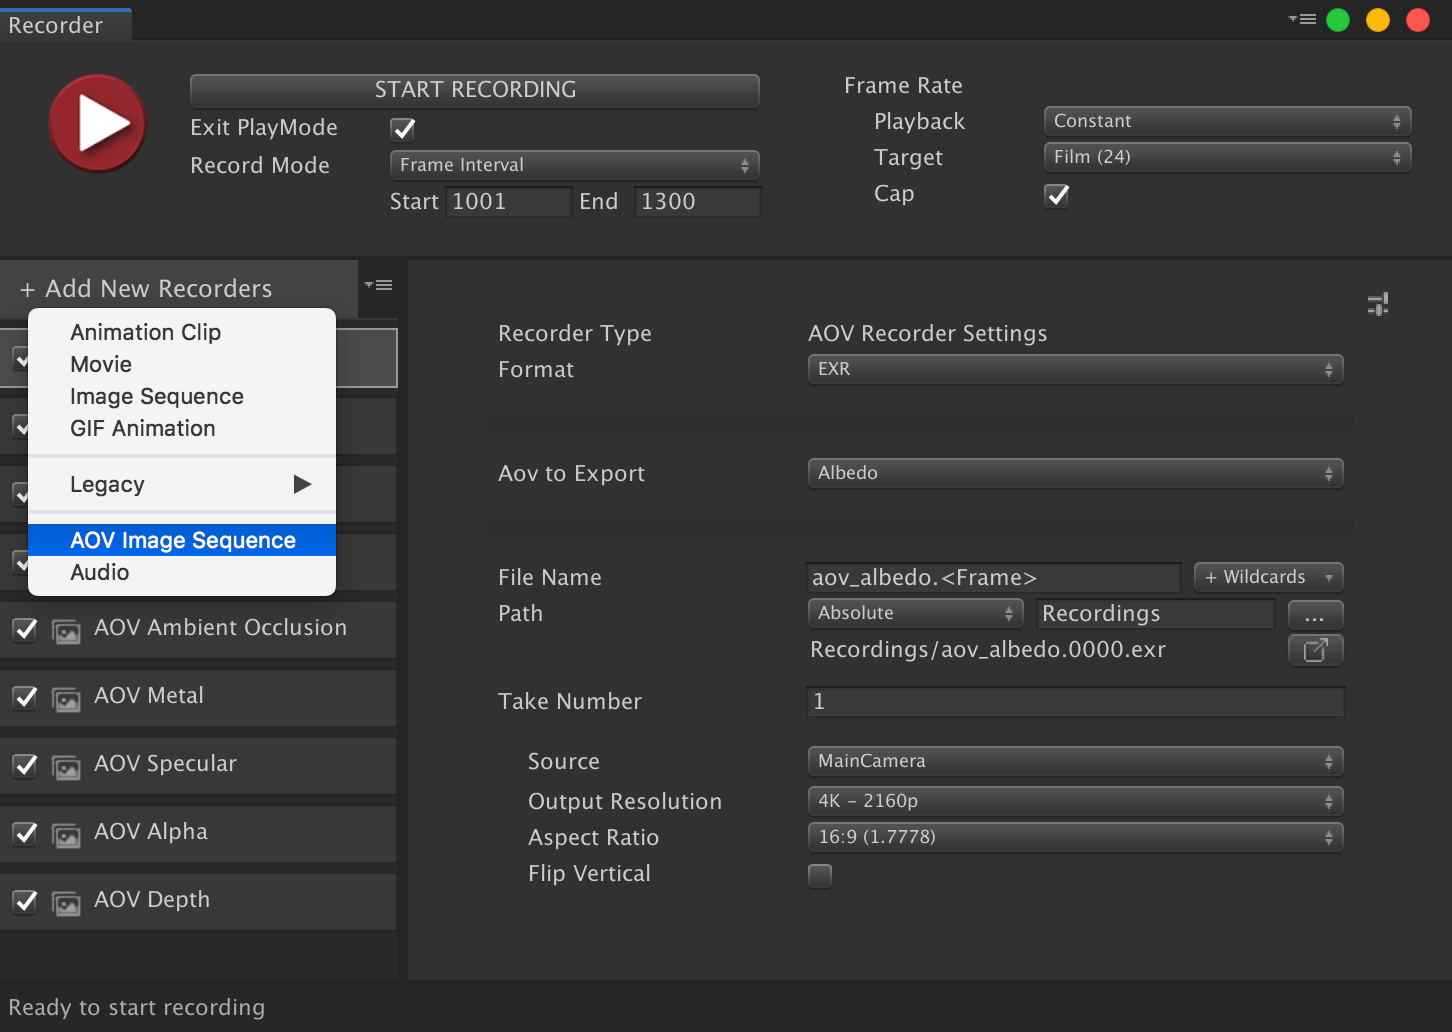 Recorder
START RECORDING
Exit PlayMode
Record Mode
Frame Interval
Start 1001 End 1300
Frame Rate
Playback Constant
Target Film (24)
Cap
+ Add New Recorders
Animation Clip
Movie
Image Sequence
GIF Animation
Legacy
AOV Image Sequence
Audio
AOV Ambient Occlusion
AOV Metal
AOV Specular
AOV Alpha
AOV Depth
Recorder Type AOV Recorder Settings
Format EXR
Aov to Export Albedo
File Name aov_albedo.<Frame> + Wildcards
Path Absolute Recordings ...
Recordings/aov_albedo.0000.exr
Take Number 1
Source MainCamera
Output Resolution 4K - 2160p
Aspect Ratio 16:9 (1.7778)
Flip Vertical
Ready to start recording